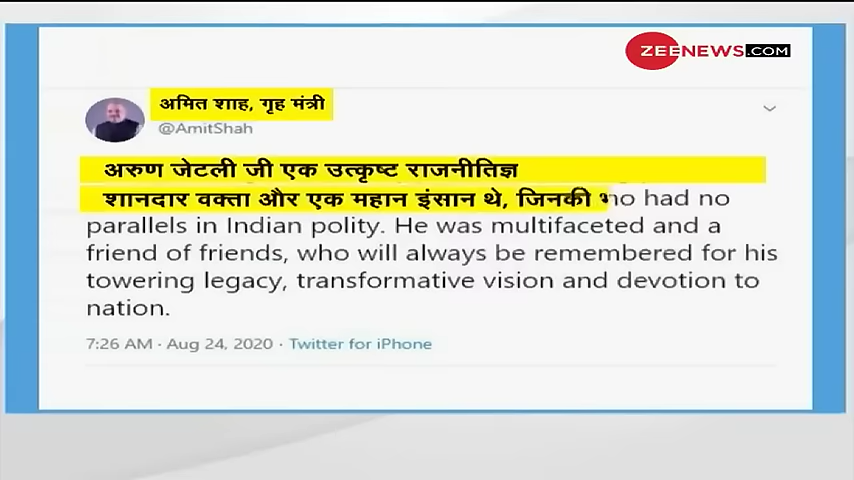 ZEENEWS.COM
अमित शाह, गृह मंत्री
@AmitShah
अरुण जेटली जी एक उत्कृष्ट राजनीतिज्ञ
शानदार वक्ता और एक महान इंसान थे, जिनकी
had no
parallels in Indian polity. He was multifaceted and a
friend of friends, who will always be remembered for his
towering legacy, transformative vision and devotion to
nation.
7:26 AM · Aug 24, 2020 · Twitter for iPhone